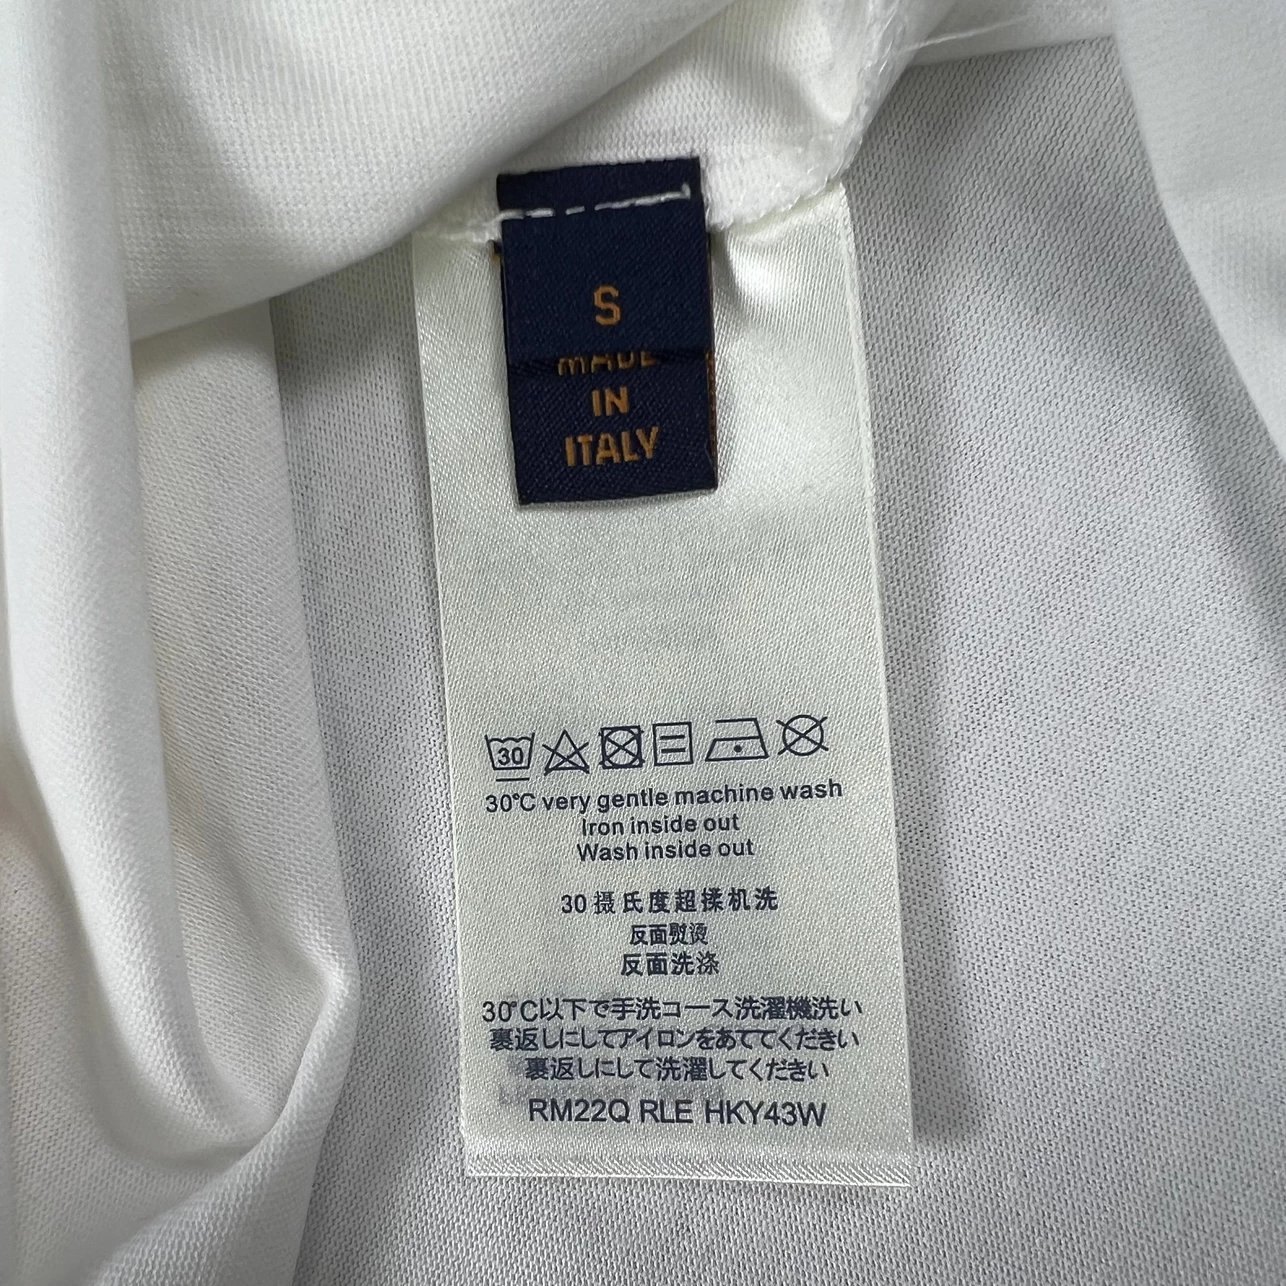 S
MADE
IN
ITALY
30
30°C very gentle machine wash
Iron inside out
Wash inside out
30 摄氏度超揉机洗
反面熨烫
反面洗涤
30°C以下で手洗コース洗濯機洗い
裏返しにしてアイロンをあててください
裏返しにして洗濯してください
RM22Q RLE HKY43W